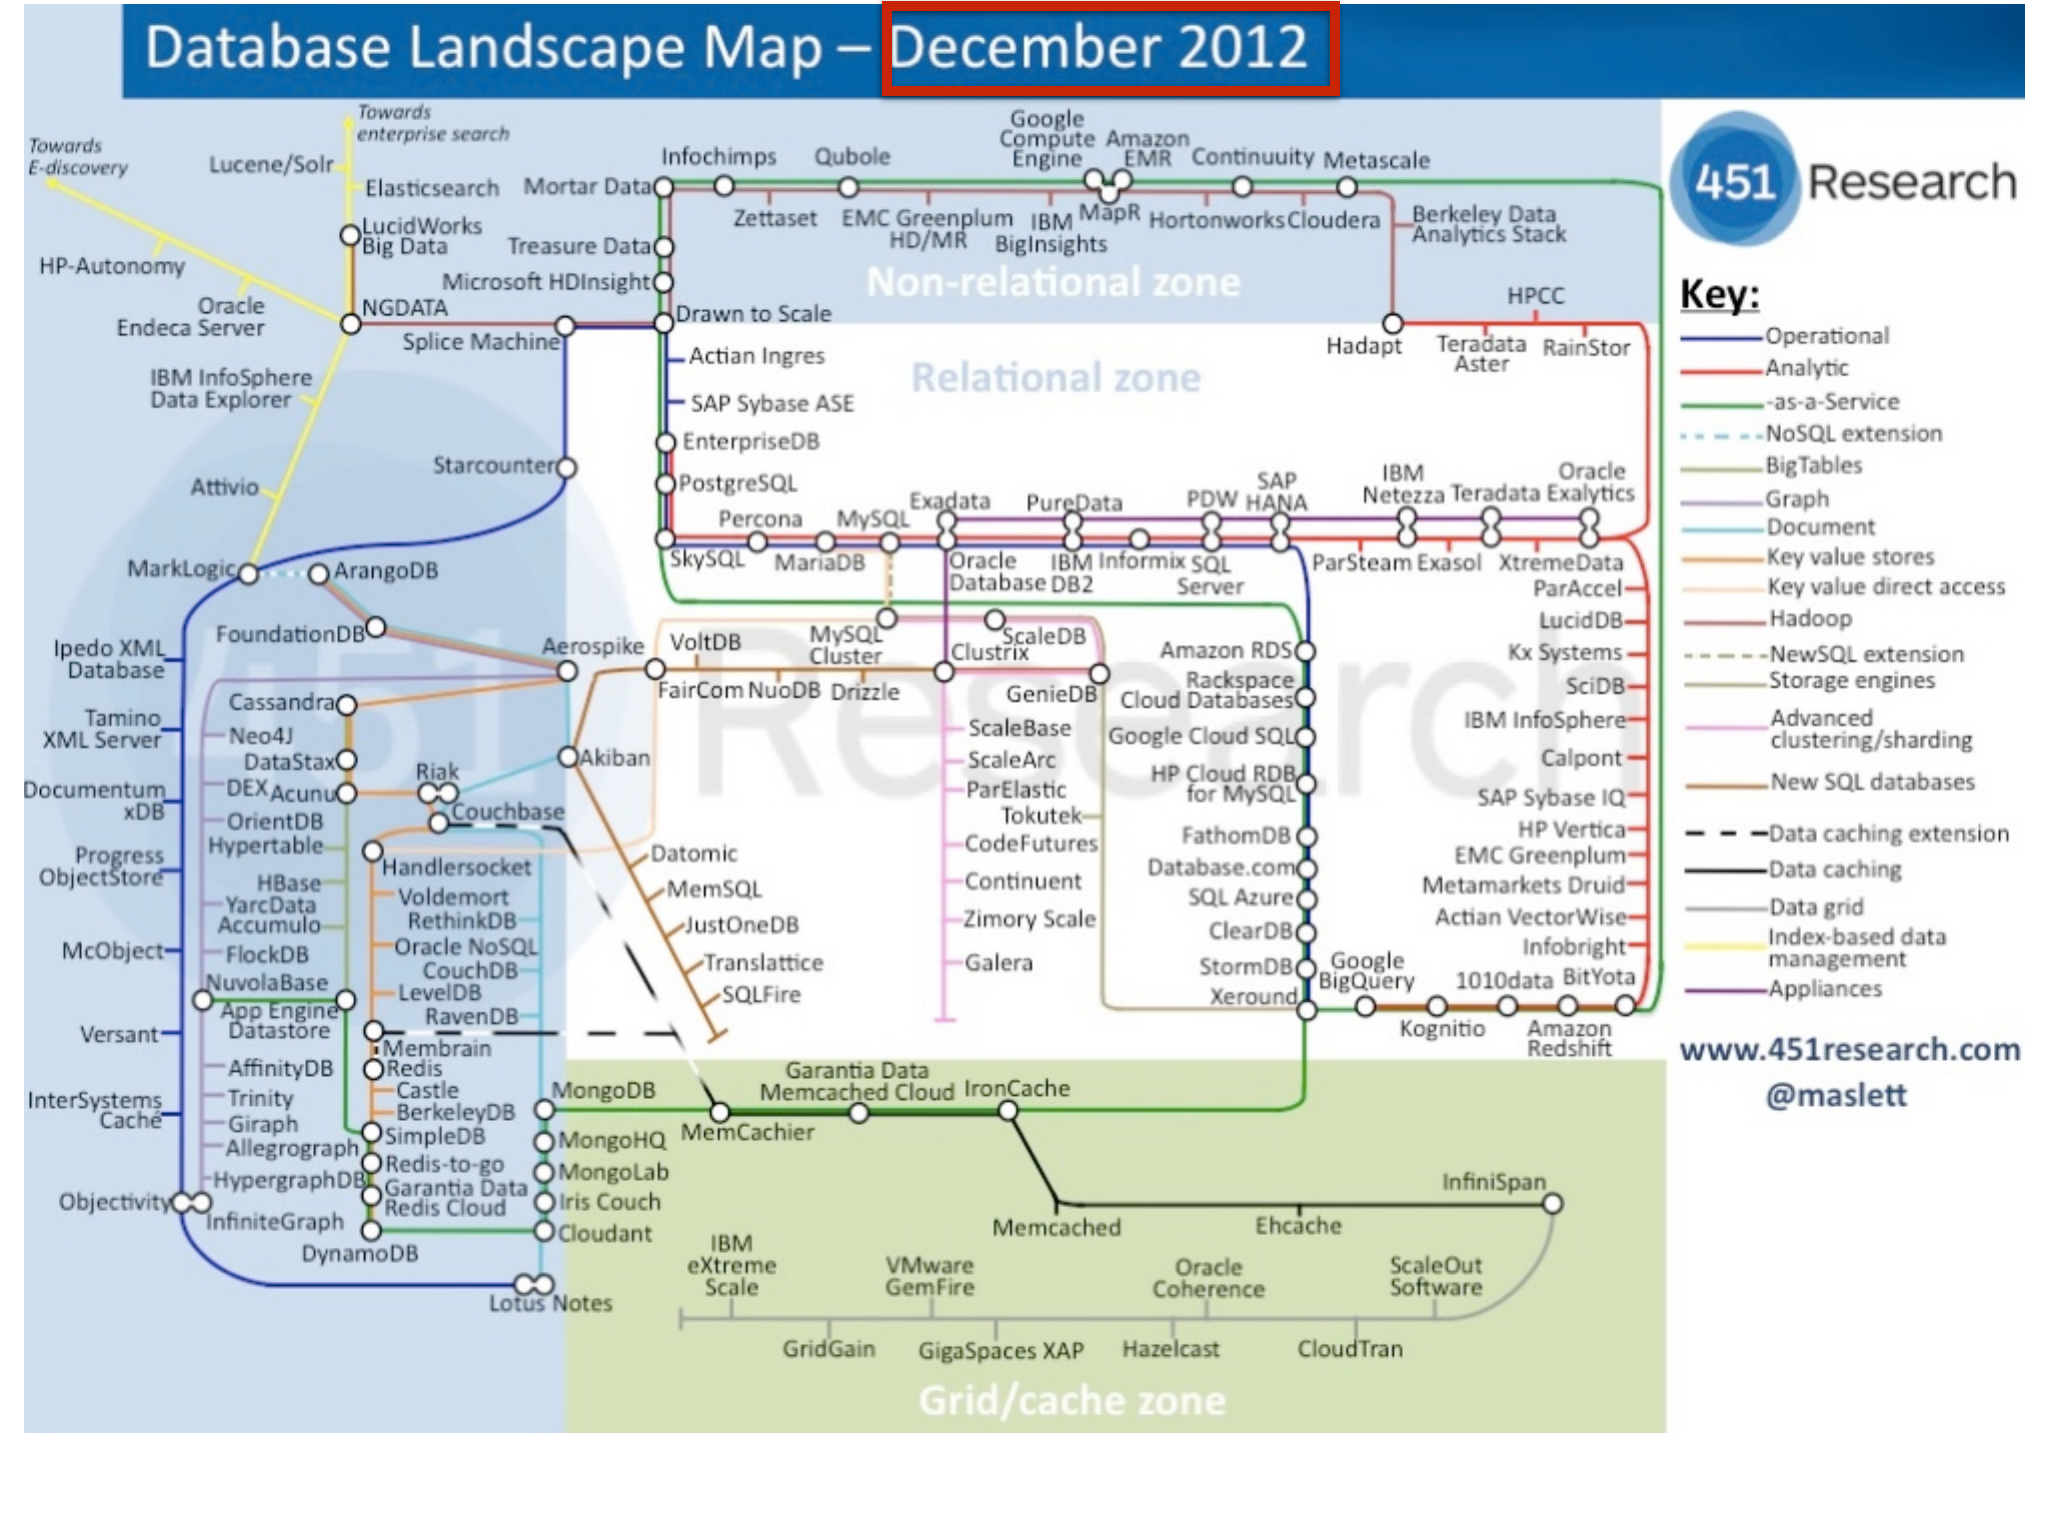 Database Landscape Map – December 2012
Towards
enterprise search
Towards
E-discovery
Lucene/Solr
Elasticsearch
LucidWorks
Big Data
HP-Autonomy
Oracle
Endeca Server
NGDATA
IBM InfoSphere
Data Explorer
Attivio
MarkLogic
ArangoDB
FoundationDB
Splice Machine
Starcounter
Mortar Data
Infochimps
Qubole
Google
Compute
Engine
Amazon
EMR
Continuuity
Metascale
Zettaset
EMC Greenplum
HD/MR
IBM
BigInsights
MapR
Hortonworks
Cloudera
Berkeley Data
Analytics Stack
Treasure Data
Microsoft HDInsight
Non-relational zone
Drawn to Scale
Relational zone
Actian Ingres
SAP Sybase ASE
EnterpriseDB
PostgreSQL
SkySQL
Hadapt
HPCC
Teradata
Aster
RainStor
Percona
MariaDB
MySQL
Exadata
Oracle
Database
PureData
IBM
DB2
Informix
PDW
SQL
Server
SAP
HANA
IBM
Netezza
Teradata
Oracle
Exalytics
ParSteam
Exasol
XtremeData
ParAccel
LucidDB
Kx Systems
SciDB
IBM InfoSphere
Calpont
SAP Sybase IQ
HP Vertica
EMC Greenplum
Metamarkets Druid
Actian VectorWise
Infobright
BitYota
1010data
Google
BigQuery
Kognitio
Amazon
Redshift
Amazon RDS
Rackspace
Cloud Databases
Google Cloud SQL
HP Cloud RDB
for MySQL
FathomDB
Database.com
SQL Azure
ClearDB
StormDB
Xeround
Aerospike
VoltDB
MySQL
Cluster
ScaleDB
Clustrix
FairCom
NuoDB
Drizzle
GenieDB
ScaleBase
ScaleArc
ParElastic
Tokutek
CodeFutures
Continent
Zimory Scale
Galera
Akiban
Datomic
MemSQL
JustOneDB
Translattice
SQLFire
Ipedo XML
Database
Tamino
XML Server
Documentum
xDB
Progress
ObjectStore
McObject
Versant
InterSystems
Caché
Objectivity
Cassandra
Neo4J
DataStax
DEX
Acunu
OrientDB
Hypertable
HBase
YarcData
Accumulo
FlockDB
NuvolaBase
App Engine
Datastore
AffinityDB
Trinity
Giraph
Allegrograph
HypergraphDB
InfiniteGraph
DynamoDB
Riak
Couchbase
Handlersocket
Voldemort
RethinkDB
Oracle NoSQL
CouchDB
LevelDB
RavenDB
Membrain
Redis
Castle
BerkeleyDB
SimpleDB
Redis-to-go
Garantia Data
Redis Cloud
MongoDB
MongoHQ
MongoLab
Iris Couch
Cloudant
Lotus Notes
MemCachier
Garantia Data
Memcached Cloud
IronCache
Memcached
Ehcache
InfiniSpan
IBM
eXtreme
Scale
VMware
GemFire
Oracle
Coherence
ScaleOut
Software
GridGain
GigaSpaces XAP
Hazelcast
CloudTran
Grid/cache zone
451 Research
451 Research
Key:
Operational
Analytic
-as-a-Service
NoSQL extension
BigTables
Graph
Document
Key value stores
Key value direct access
Hadoop
NewSQL extension
Storage engines
Advanced
clustering/sharding
New SQL databases
Data caching extension
Data caching
Data grid
Index-based data
management
Appliances
www.451research.com
@maslett